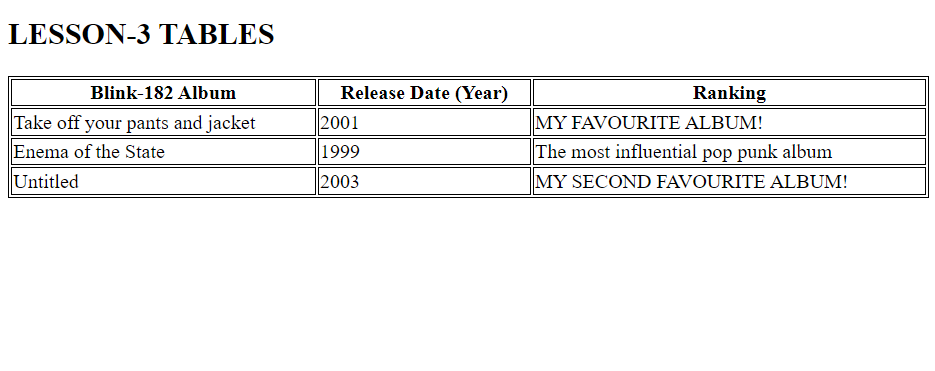 LESSON-3 TABLES
Blink-182 Album Release Date (Year) Ranking
Take off your pants and jacket 2001 MY FAVOURITE ALBUM!
Enema of the State 1999 The most influential pop punk album
Untitled 2003 MY SECOND FAVOURITE ALBUM!